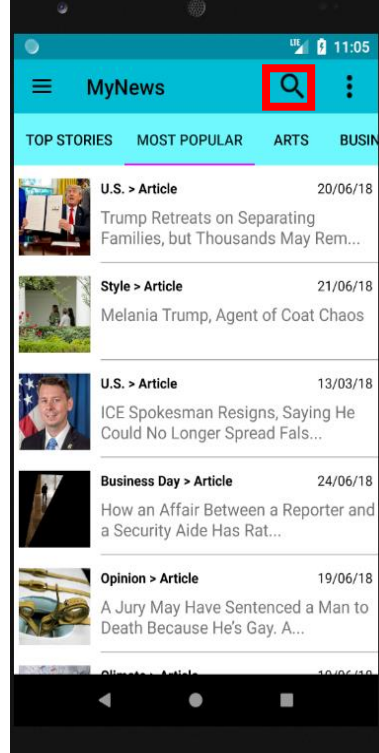 LTE 11:05
MyNews
TOP STORIES MOST POPULAR ARTS BUSIN
U.S. > Article 20/06/18
Trump Retreats on Separating
Families, but Thousands May Rem...
Style > Article 21/06/18
Melania Trump, Agent of Coat Chaos
U.S. > Article 13/03/18
ICE Spokesman Resigns, Saying He
Could No Longer Spread Fals...
Business Day > Article 24/06/18
How an Affair Between a Reporter and
a Security Aide Has Rat...
Opinion > Article 19/06/18
A Jury May Have Sentenced a Man to
Death Because He's Gay. A...